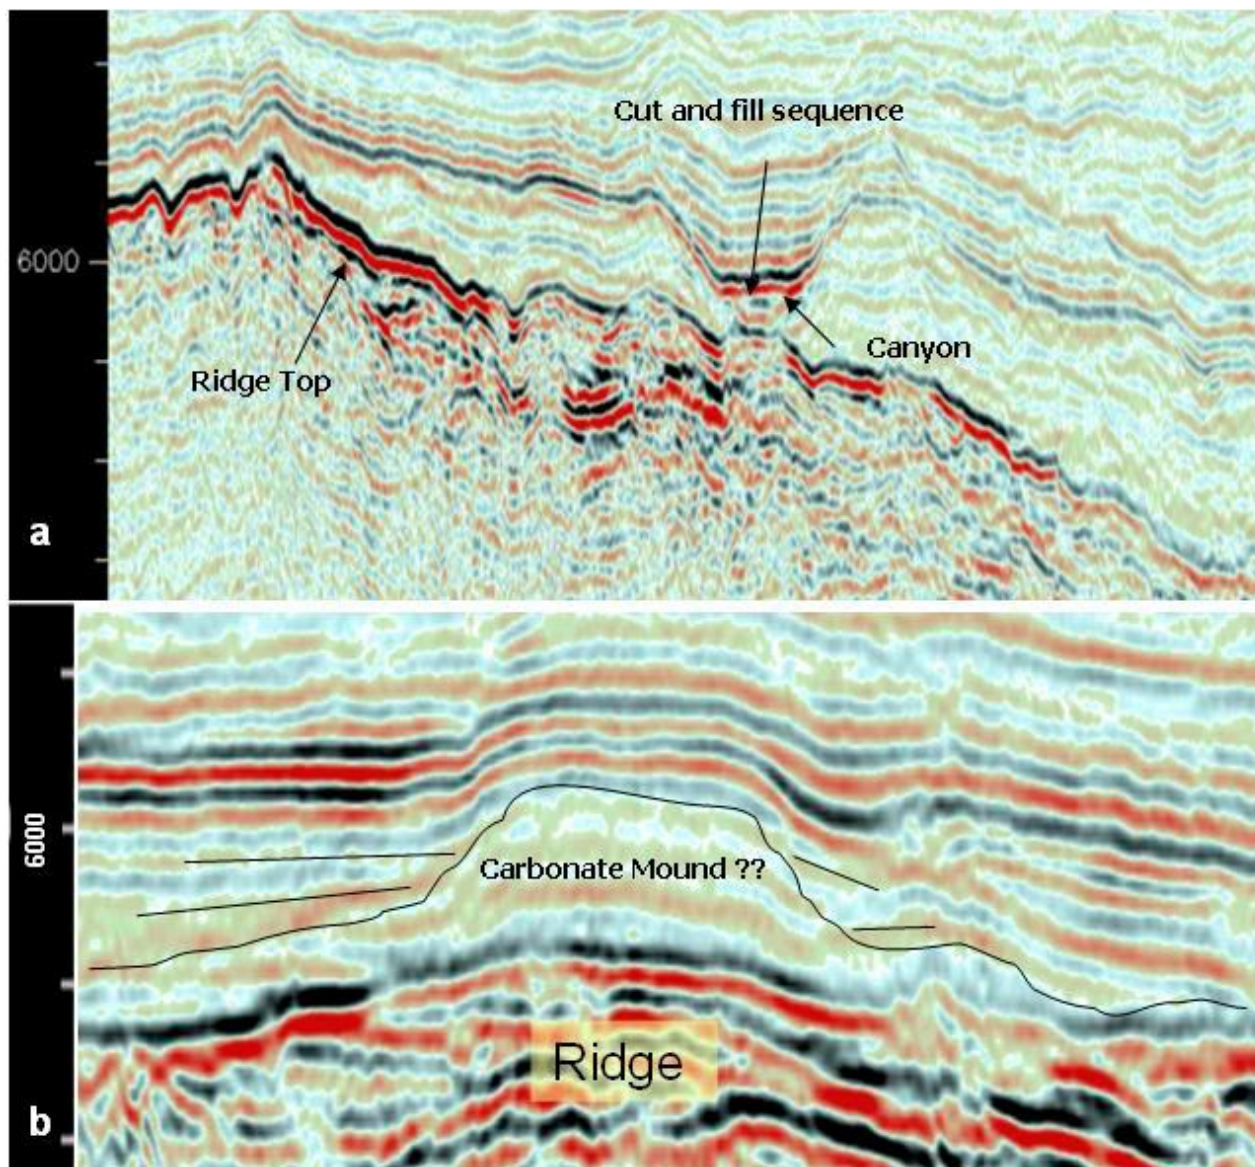 Cut and fill sequence
6000
Canyon
Ridge Top
a
6000
Carbonate Mound ??
Ridge
b